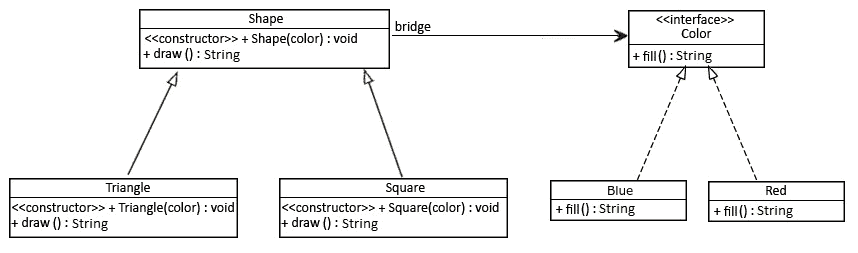 Shape
<<constructor>> + Shape(color) : void
+ draw () : String
bridge
<<interface>>
Color
+ fill() : String
Triangle
<<constructor>> + Triangle(color) : void
+ draw () : String
Square
<<constructor>> + Square(color) : void
+ draw () : String
Blue
+ fill() : String
Red
+ fill() : String